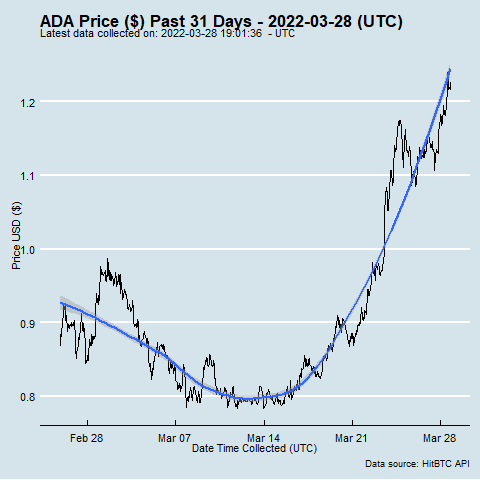 ADA Price ($) Past 31 Days - 2022-03-28 (UTC)
Latest data collected on: 2022-03-28 19:01:36 - UTC
Price USD ($)
1.2
1.1
1.0
0.9
0.8
Feb 28 Mar 07 Mar 14 Mar 21 Mar 28
Date Time Collected (UTC)
Data source: HitBTC API